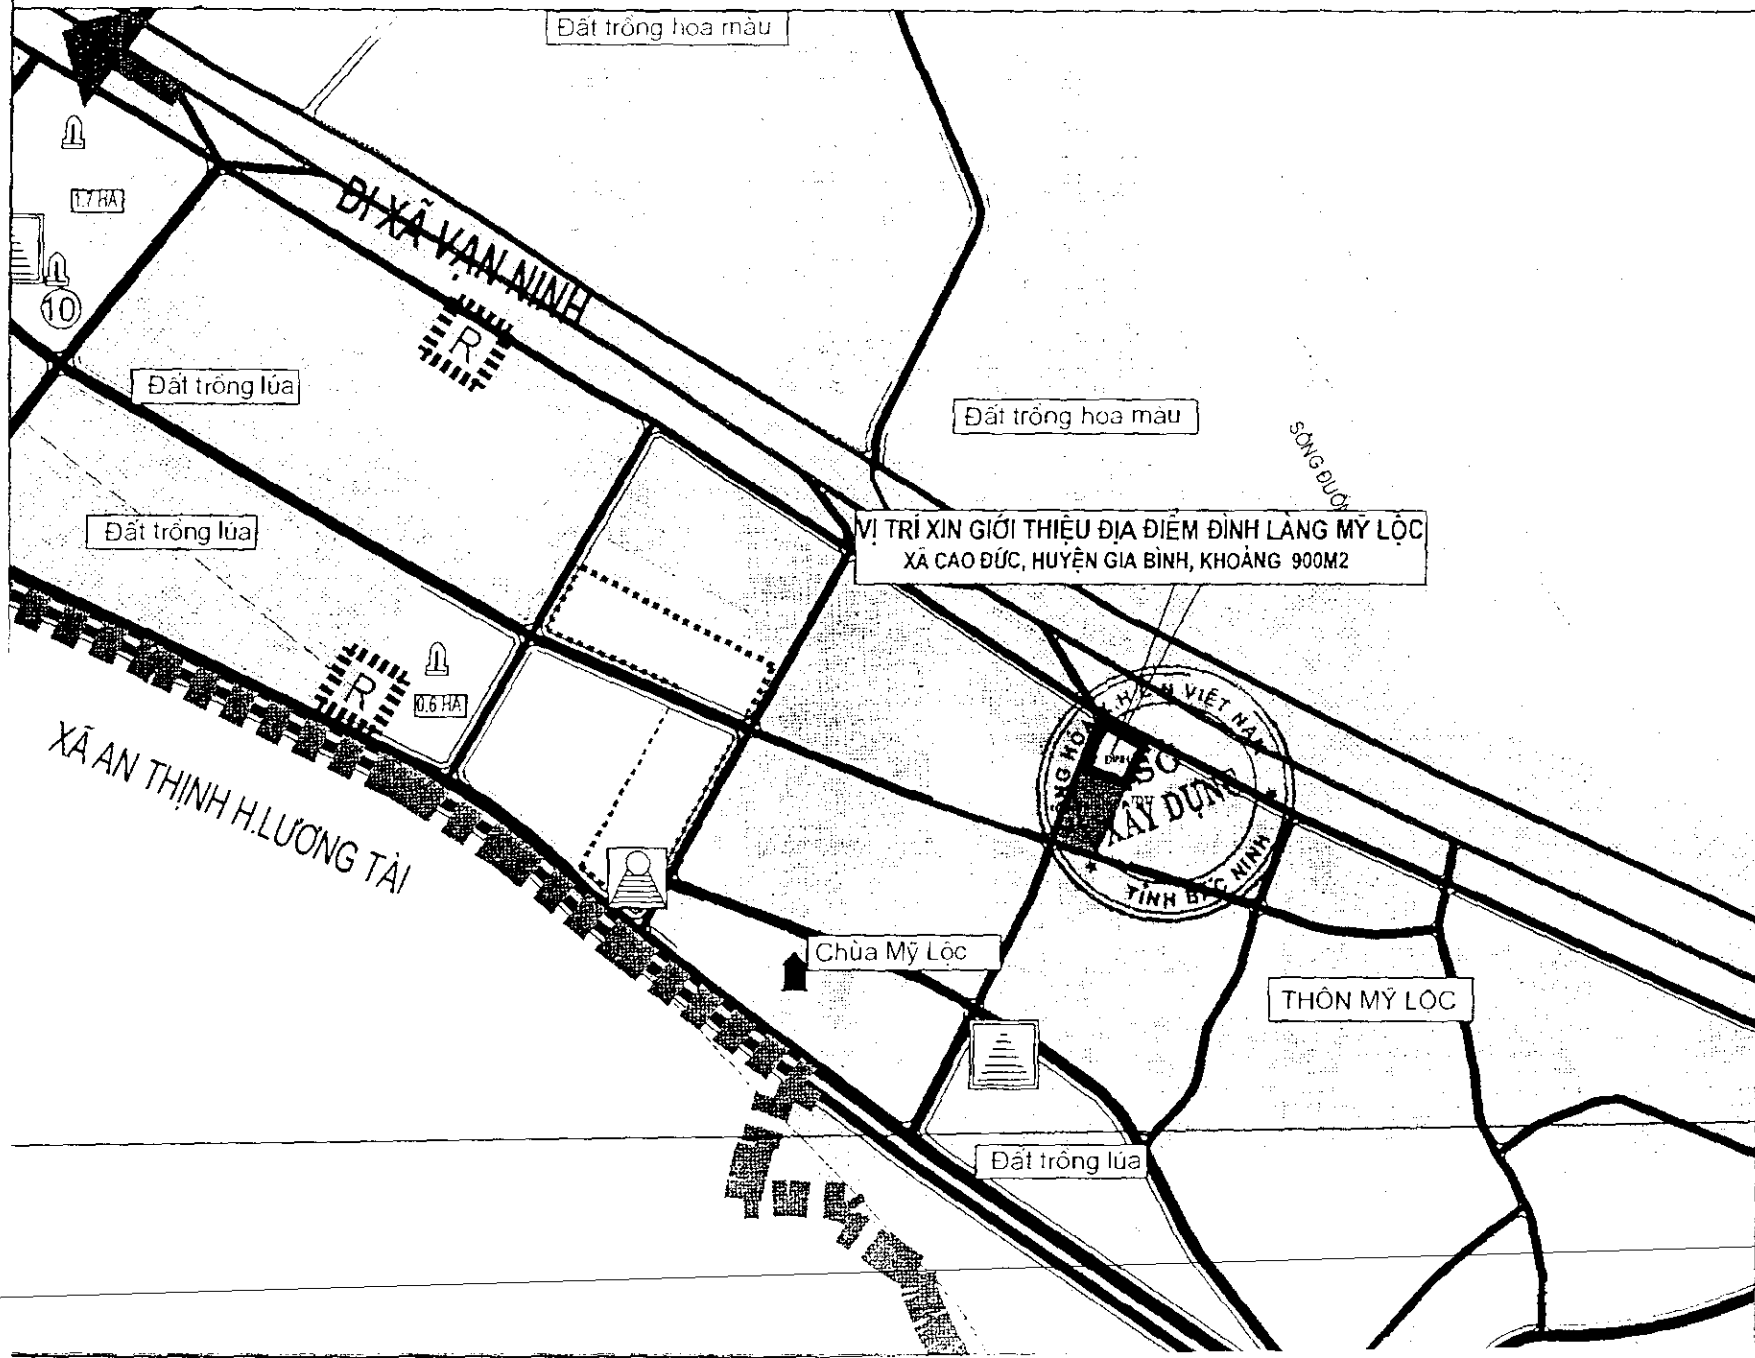 Đất trồng hoa màu
1.7 HA
ĐI XÃ VẠN NINH
10
R
Đất trồng lúa
Đất trồng hoa màu
Đất trồng lúa
VỊ TRÍ XIN GIỚI THIỆU ĐỊA ĐIỂM ĐÌNH LÀNG MỸ LỘC
XÃ CAO ĐỨC, HUYỆN GIA BÌNH, KHOẢNG 900M2
R
0.6 HA
XÃ AN THỊNH H.LƯƠNG TÀI
VIỆT NAM
ĐÌNH
SỞ
XÂY DỰNG
TỈNH BẮC NINH
Chùa Mỹ Lộc
THÔN MỸ LỘC
Đất trồng lúa